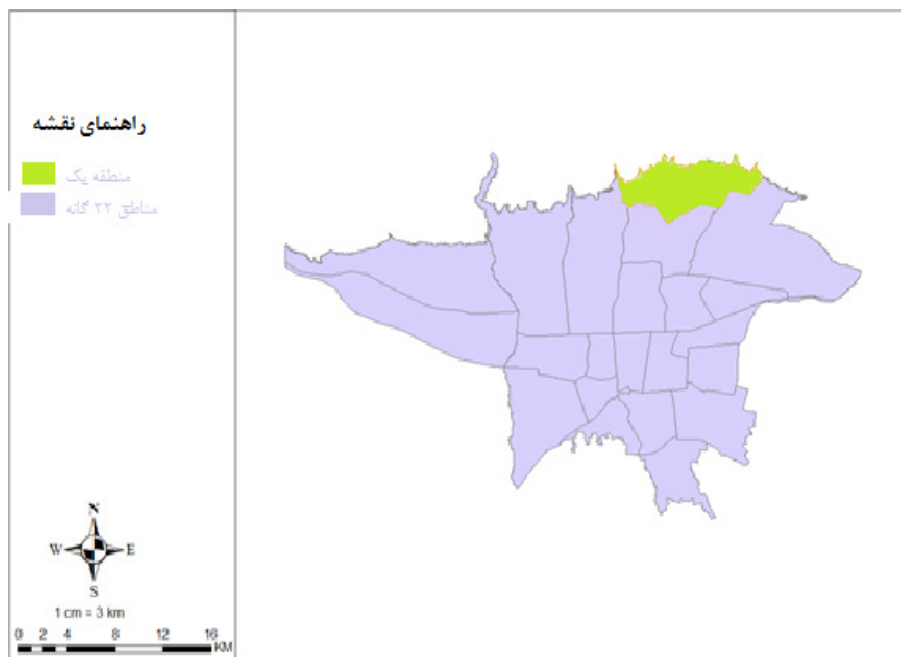 راهنمای نقشه
منطقه یک
مناطق ۲۲ گانه
N
W E
S
1 cm = 3 km
0 2 4 8 12 16
KM